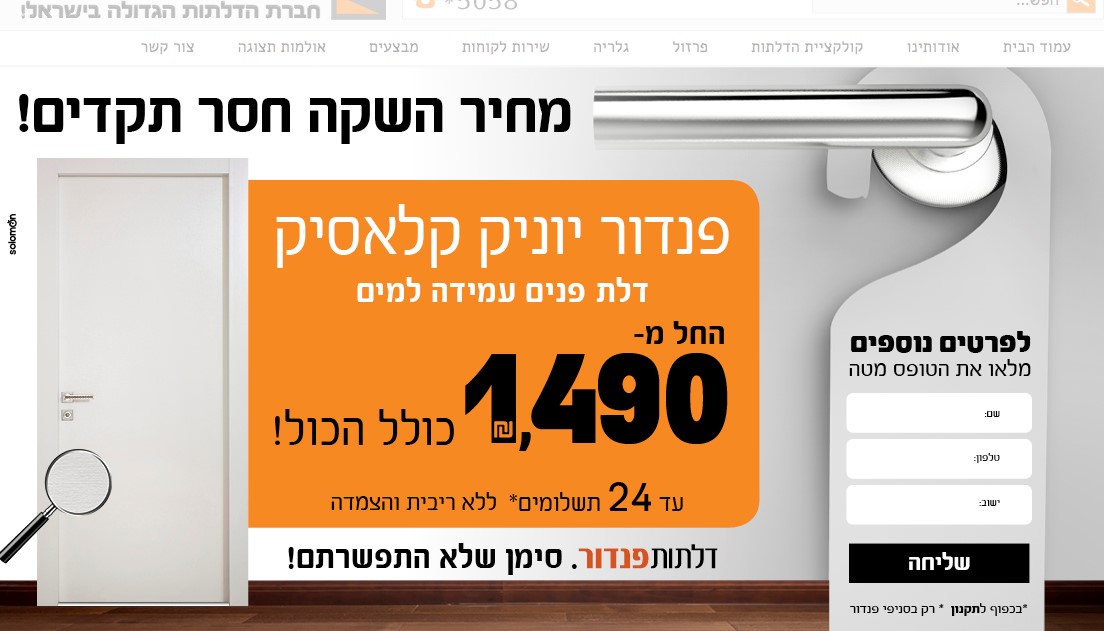 חברת הדלתות הגדולה בישראל!
*5058
חפש...
עמוד הבית אודותינו קולקציית הדלתות פרזול גלריה שירות לקוחות מבצעים אולמות תצוגה צור קשר
מחיר השקה חסר תקדים!
solomon
פנדור יוניק קלאסיק
דלת פנים עמידה למים
החל מ-
1,490 ₪ כולל הכול!
עד 24 תשלומים* ללא ריבית והצמדה
דלתותפנדור. סימן שלא התפשרתם!
לפרטים נוספים
מלאו את הטופס מטה
שם:
טלפון:
ישוב:
שליחה
*בכפוף לתקנון * רק בסניפי פנדור